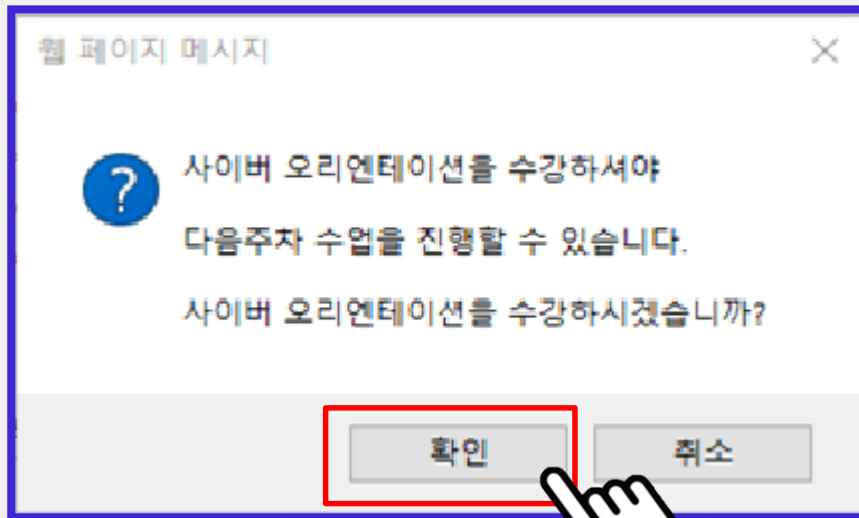 웹 페이지 메시지
사이버 오리엔테이션을 수강하셔야
다음주차 수업을 진행할 수 있습니다.
사이버 오리엔테이션을 수강하시겠습니까?
확인
취소